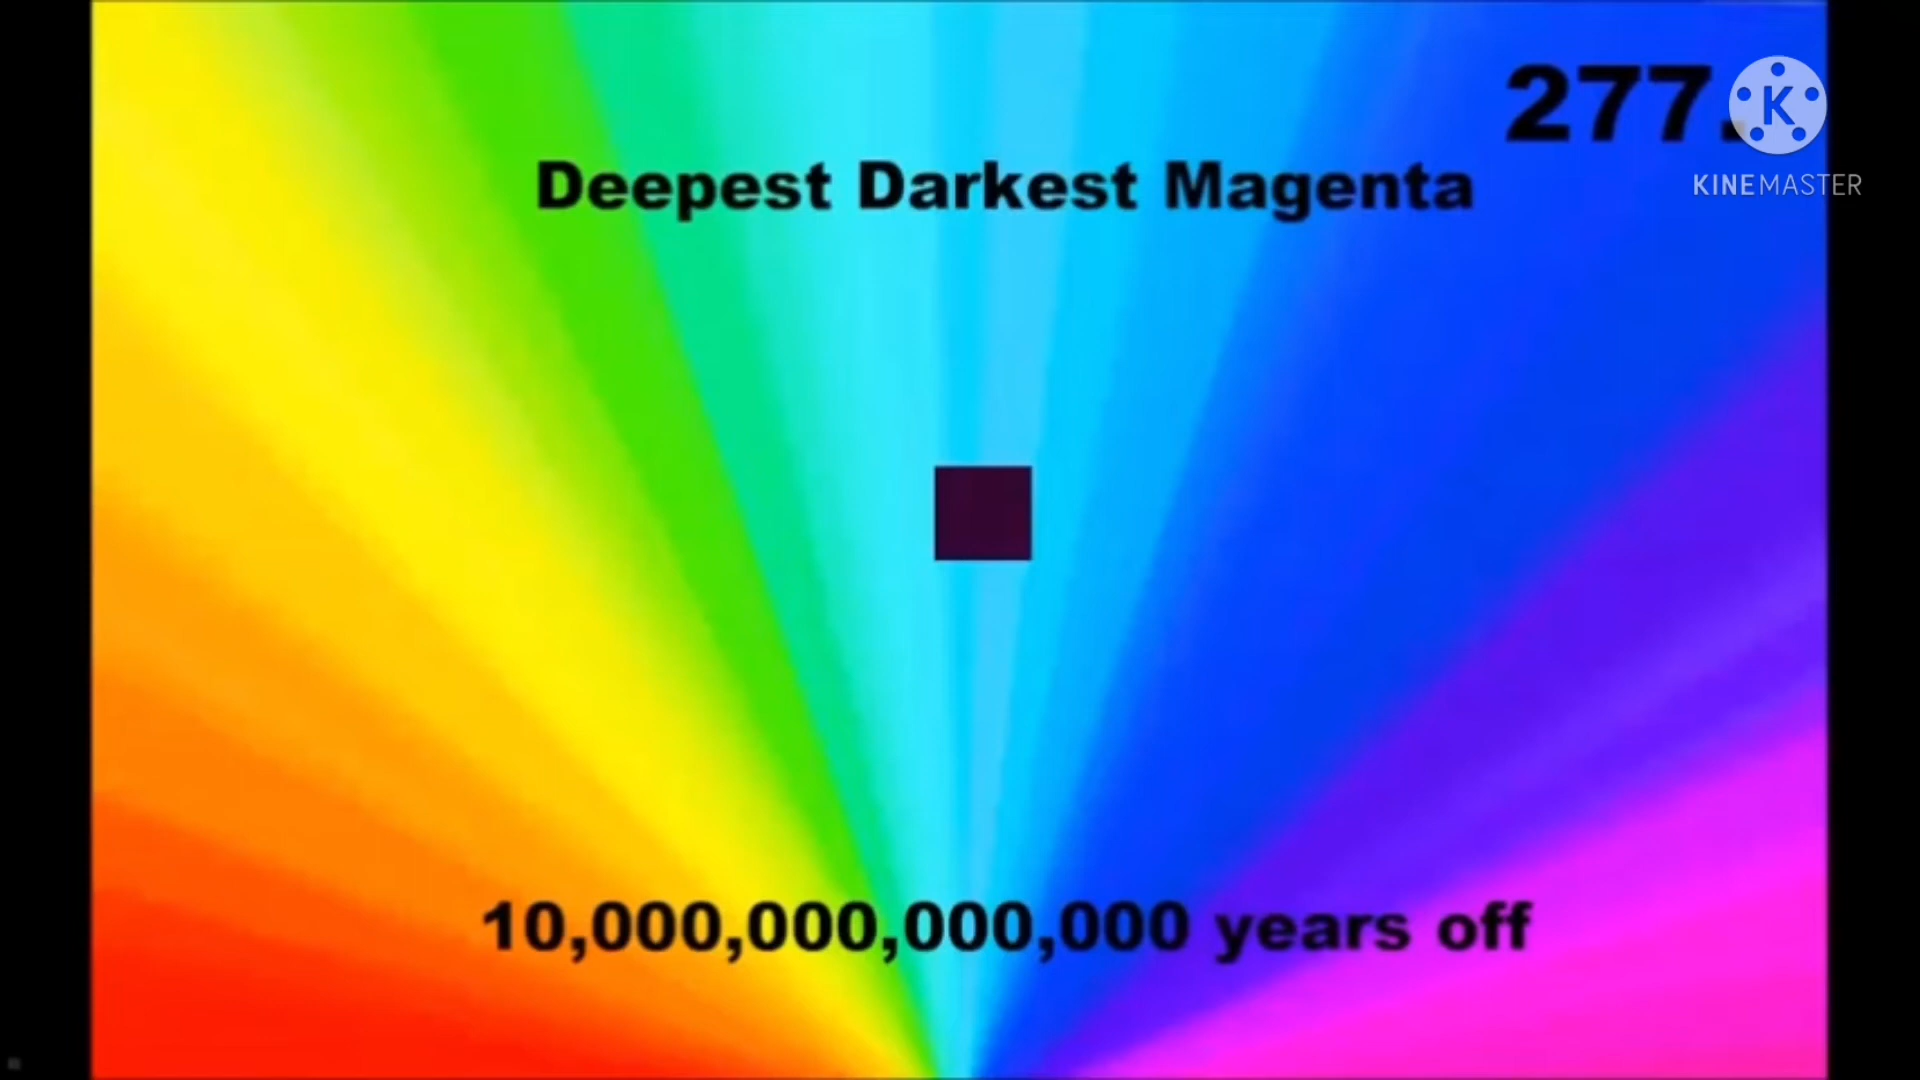 277.
K
KINEMASTER
Deepest Darkest Magenta
10,000,000,000,000 years off